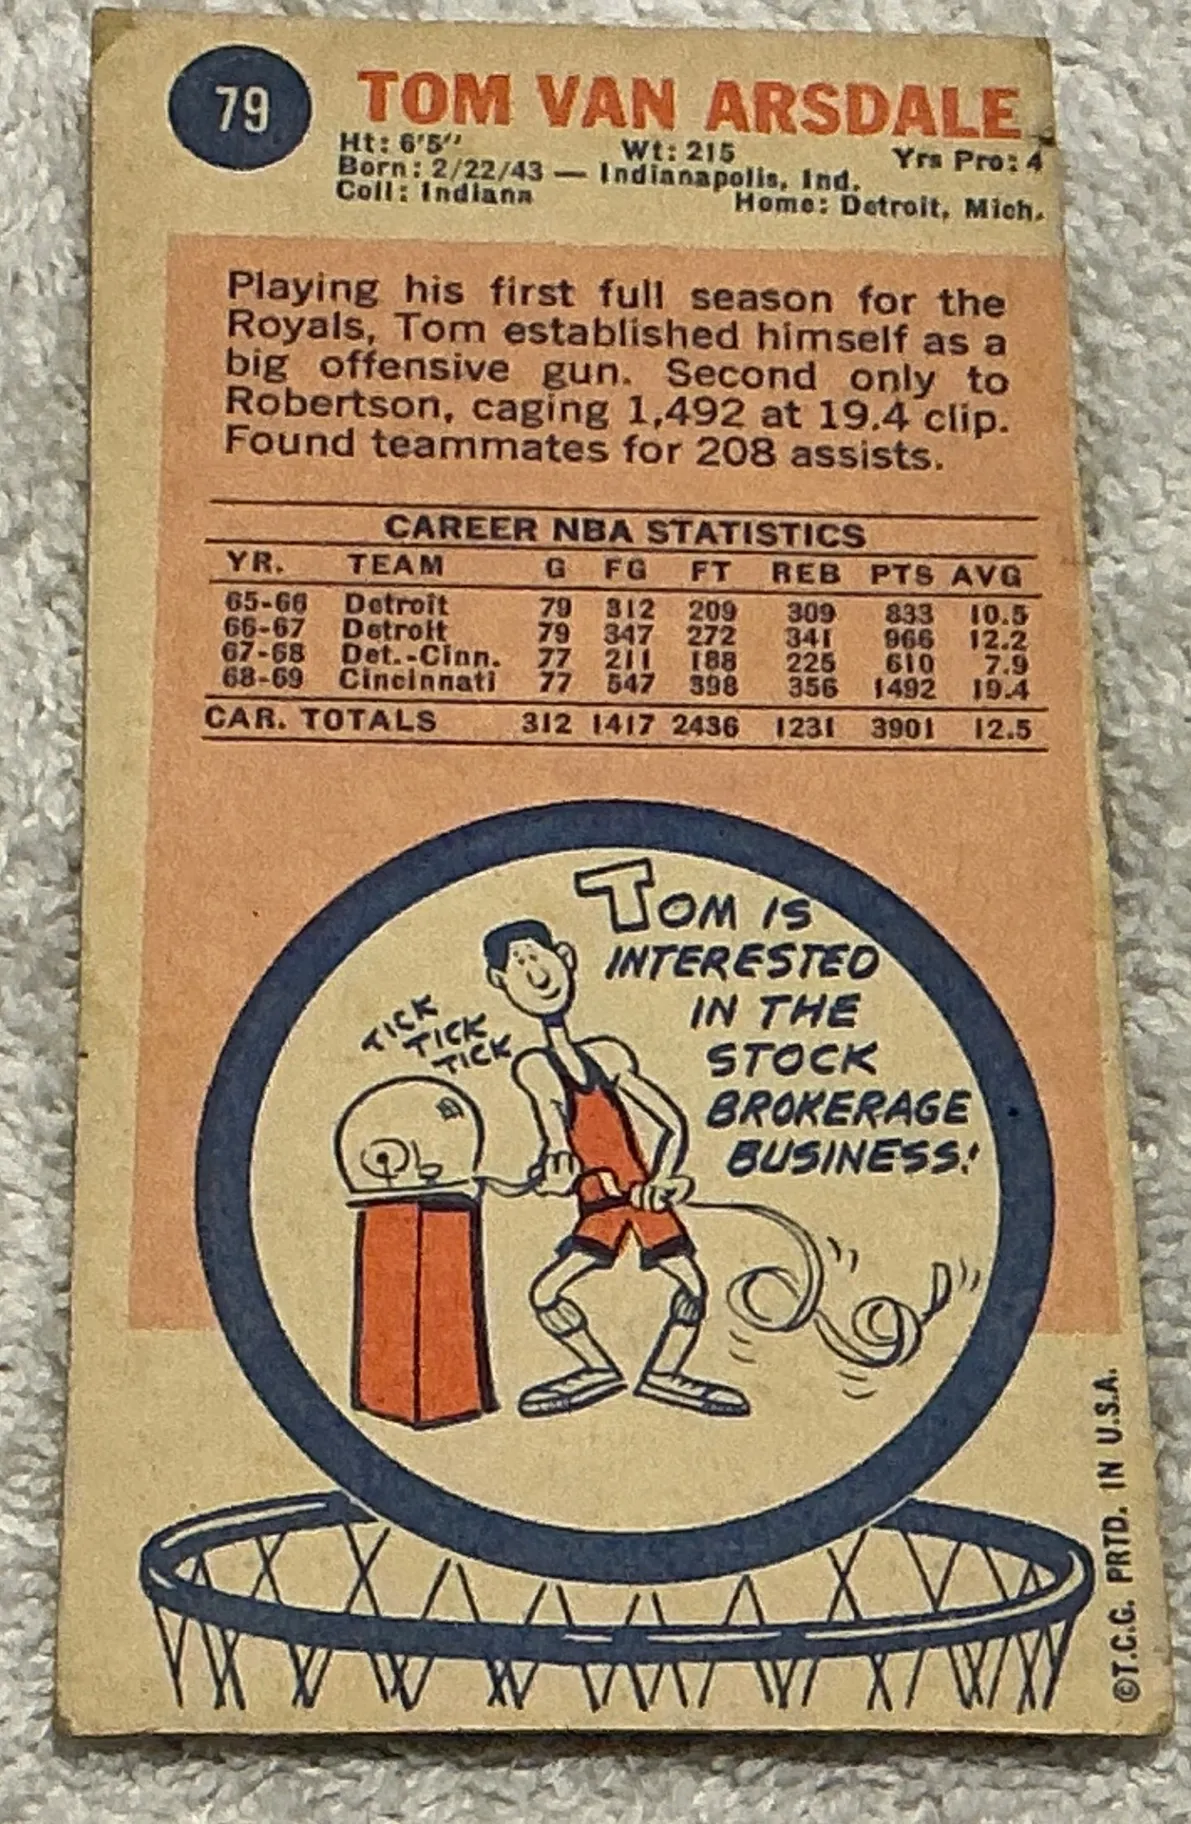 79
TOM VAN ARSDALE
Ht: 6'5" Wt: 215 Yrs Pro: 4
Born: 2/22/43 — Indianapolis, Ind.
Coll: Indiana Home: Detroit, Mich.
Playing his first full season for the
Royals, Tom established himself as a
big offensive gun. Second only to
Robertson, caging 1,492 at 19.4 clip.
Found teammates for 208 assists.
CAREER NBA STATISTICS
YR. TEAM G FG FT REB PTS AVG
65-66 Detroit 79 312 209 309 833 10.5
66-67 Detroit 79 347 272 341 966 12.2
67-68 Det.-Cinn. 77 211 188 225 610 7.9
68-69 Cincinnati 77 547 398 356 1492 19.4
CAR. TOTALS 312 1417 2436 1231 3901 12.5
TOM IS
INTERESTED
IN THE
STOCK
BROKERAGE
BUSINESS!
TICK
TICK
TICK
©T.C.G. PRTD. IN U.S.A.